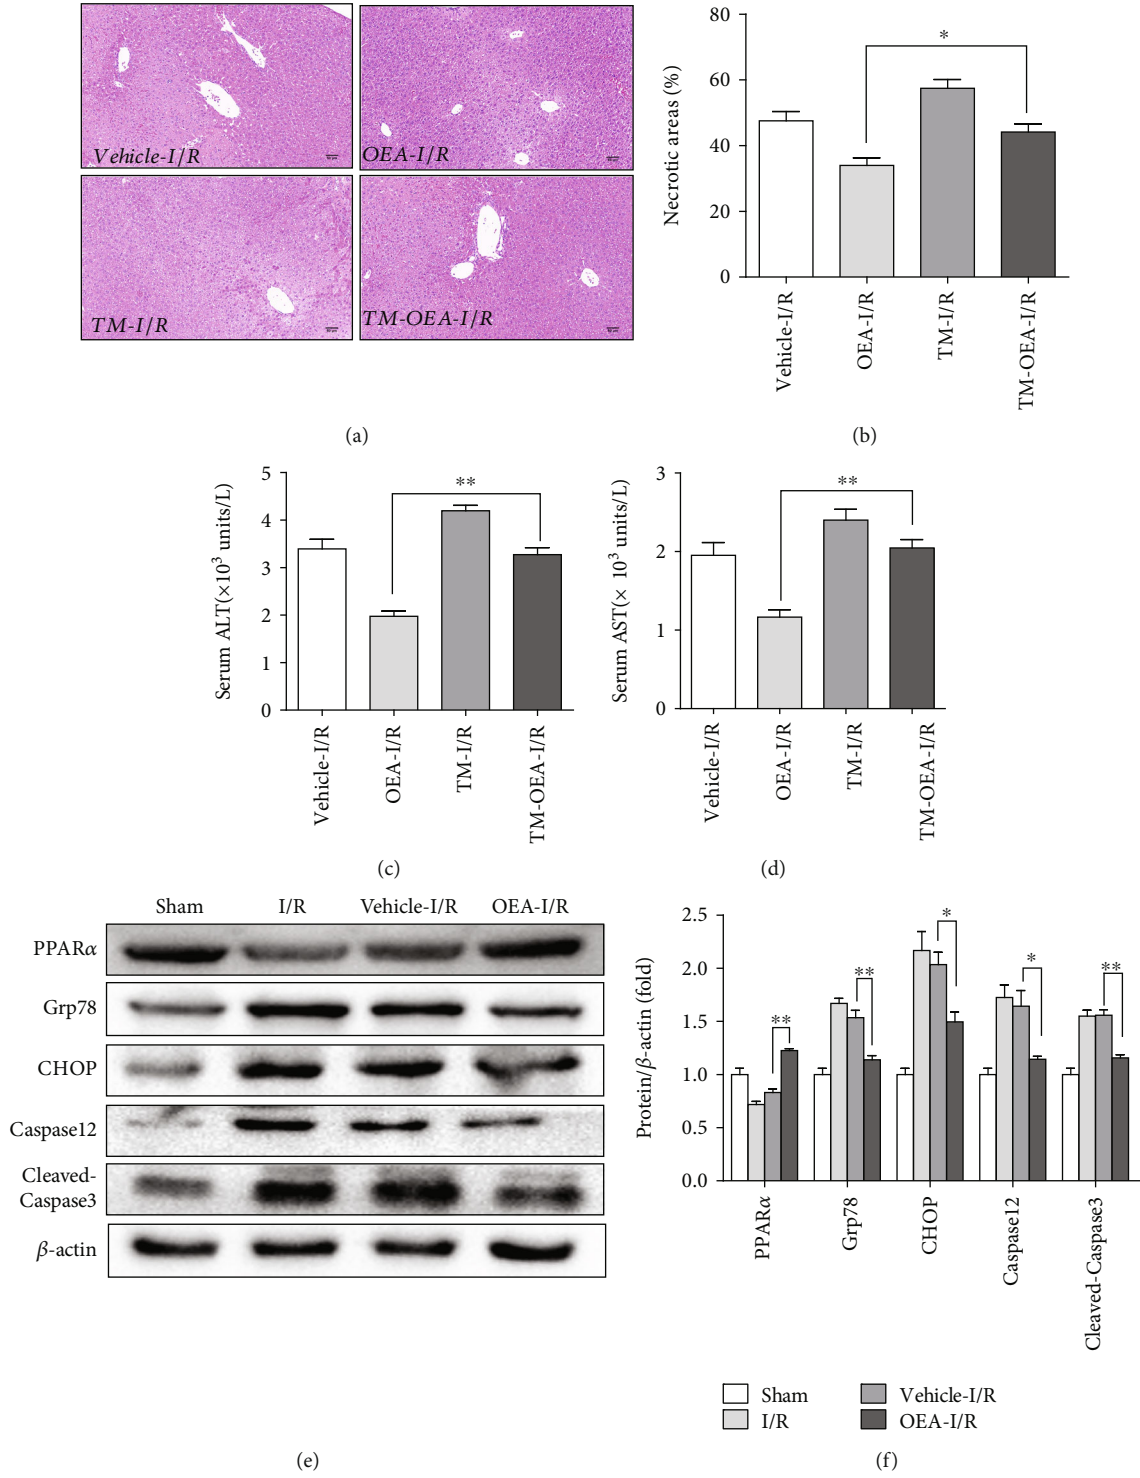 Vehicle-I/R
OEA-I/R
TM-I/R
TM-OEA-I/R
(a)
Necrotic areas (%)
80
60
40
20
0
*
Vehicle-I/R
OEA-I/R
TM-I/R
TM-OEA-I/R
(b)
Serum ALT(×10³ units/L)
5
4
3
2
1
0
**
Vehicle-I/R
OEA-I/R
TM-I/R
TM-OEA-I/R
(c)
Serum AST(× 10³ units/L)
3
2
1
0
**
Vehicle-I/R
OEA-I/R
TM-I/R
TM-OEA-I/R
(d)
Sham I/R Vehicle-I/R OEA-I/R
PPARα
Grp78
CHOP
Caspase12
Cleaved-
Caspase3
β-actin
(e)
Protein/β-actin (fold)
2.5
2.0
1.5
1.0
0.5
0.0
**
**
*
*
**
PPARα
Grp78
CHOP
Caspase12
Cleaved-Caspase3
Sham
I/R
Vehicle-I/R
OEA-I/R
(f)